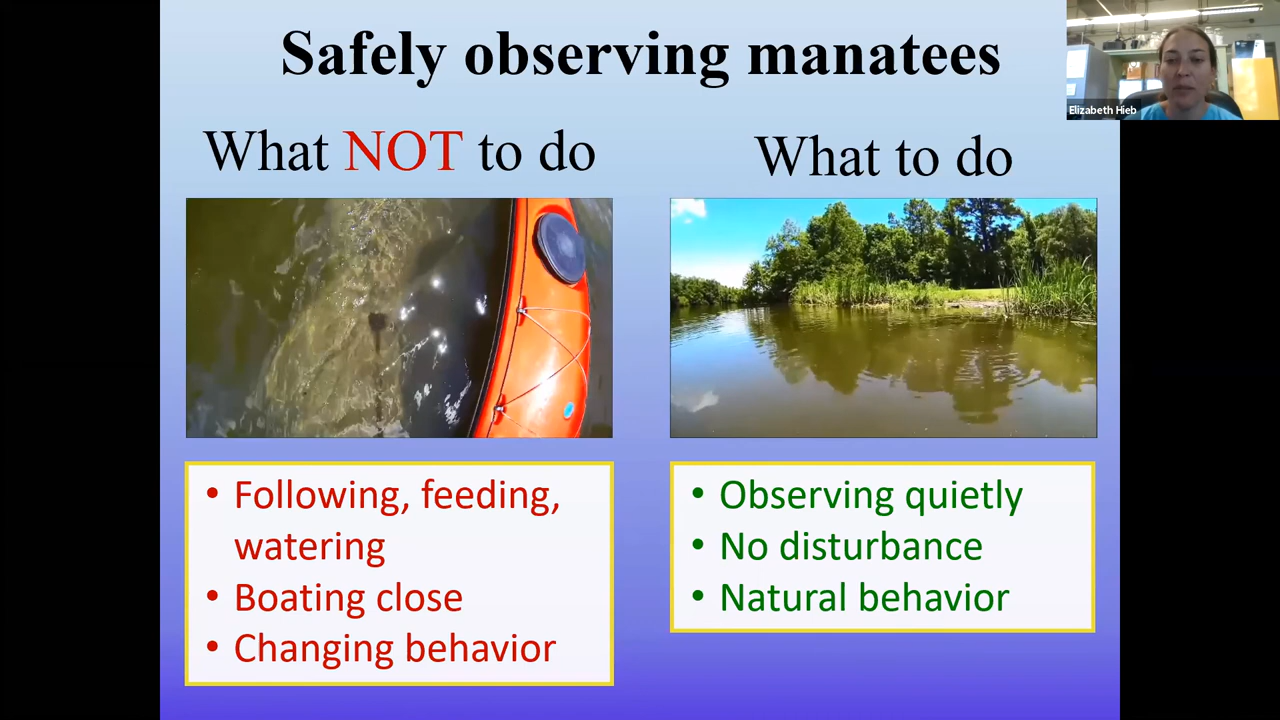 Safely observing manatees
Elizabeth Hieb
What NOT to do
What to do
• Following, feeding,
watering
• Boating close
• Changing behavior
• Observing quietly
• No disturbance
• Natural behavior